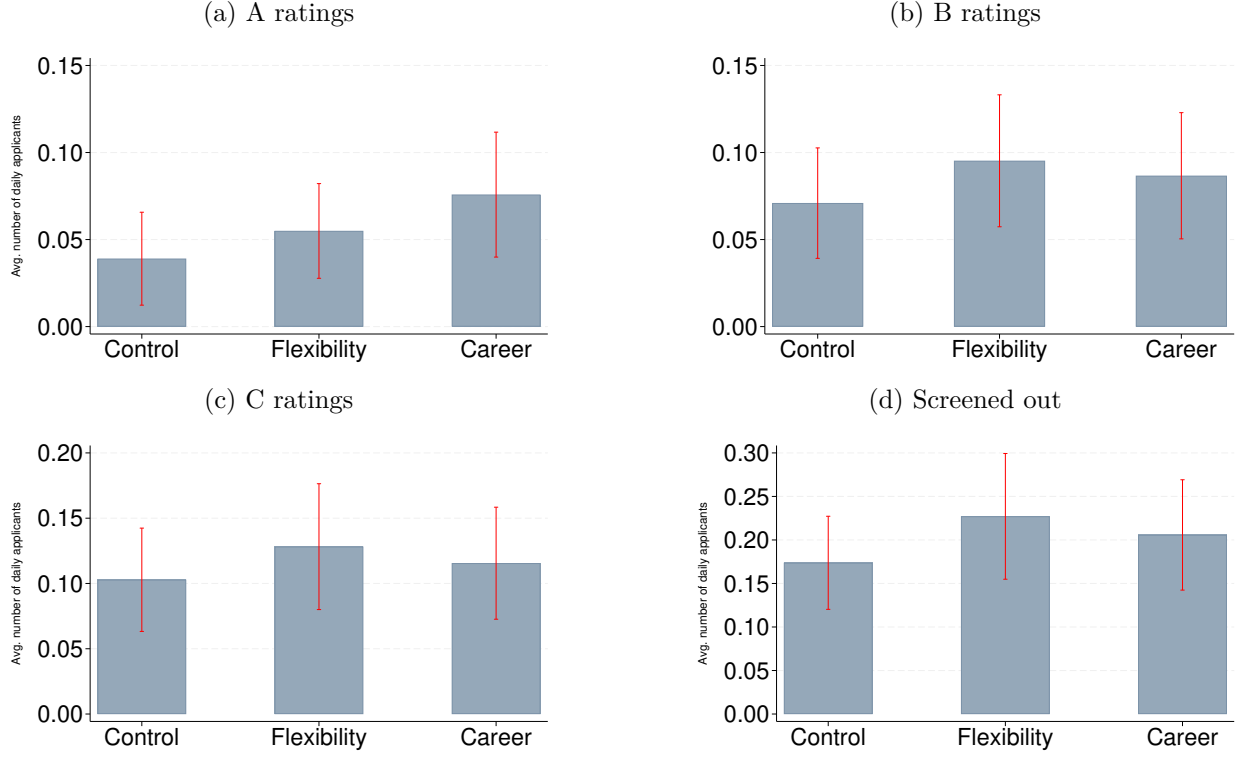 (a) A ratings
Avg. number of daily applicants
0.15
0.10
0.05
0.00
Control Flexibility Career
(b) B ratings
0.15
0.10
0.05
0.00
Control Flexibility Career
(c) C ratings
Avg. number of daily applicants
0.20
0.15
0.10
0.05
0.00
Control Flexibility Career
(d) Screened out
Avg. number of daily applicants
0.30
0.25
0.20
0.15
0.10
0.05
0.00
Control Flexibility Career